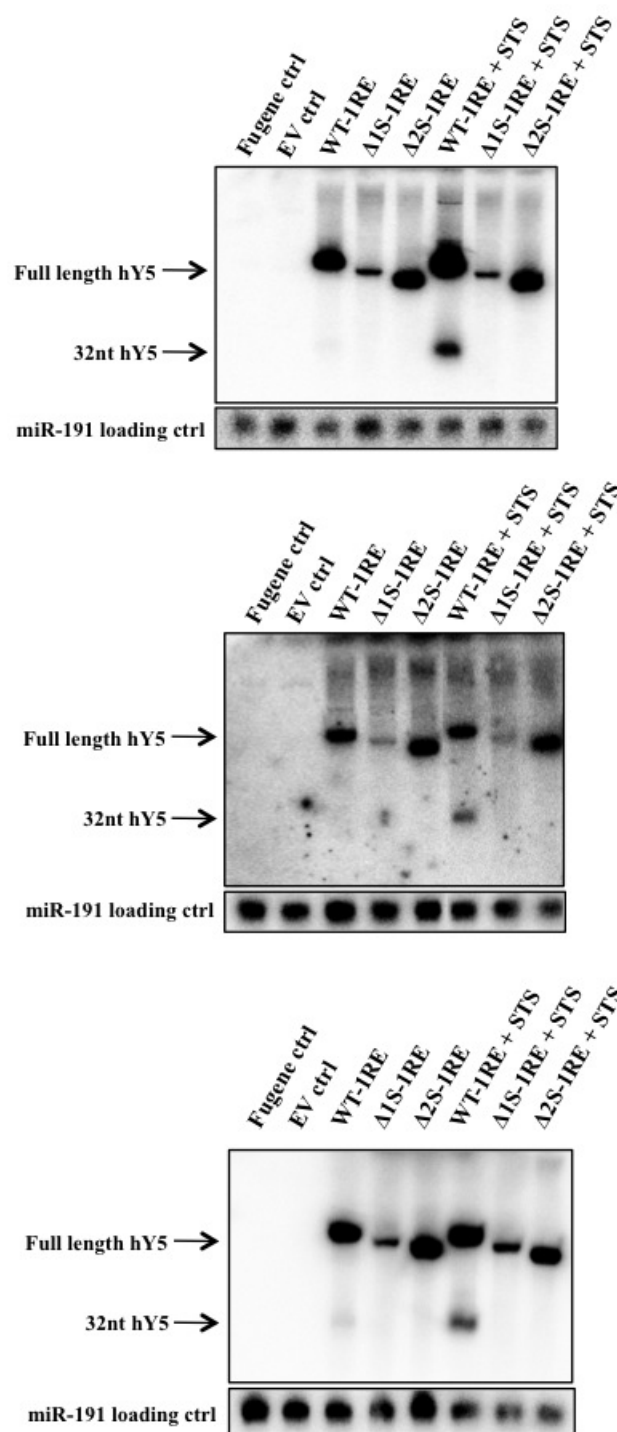 Fugene ctrl
EV ctrl
WT-1RE
Δ1S-1RE
Δ2S-1RE
WT-1RE + STS
Δ1S-1RE + STS
Δ2S-1RE + STS
Full length hY5
32nt hY5
miR-191 loading ctrl
Fugene ctrl
EV ctrl
WT-1RE
Δ1S-1RE
Δ2S-1RE
WT-1RE + STS
Δ1S-1RE + STS
Δ2S-1RE + STS
Full length hY5
32nt hY5
miR-191 loading ctrl
Fugene ctrl
EV ctrl
WT-1RE
Δ1S-1RE
Δ2S-1RE
WT-1RE + STS
Δ1S-1RE + STS
Δ2S-1RE + STS
Full length hY5
32nt hY5
miR-191 loading ctrl